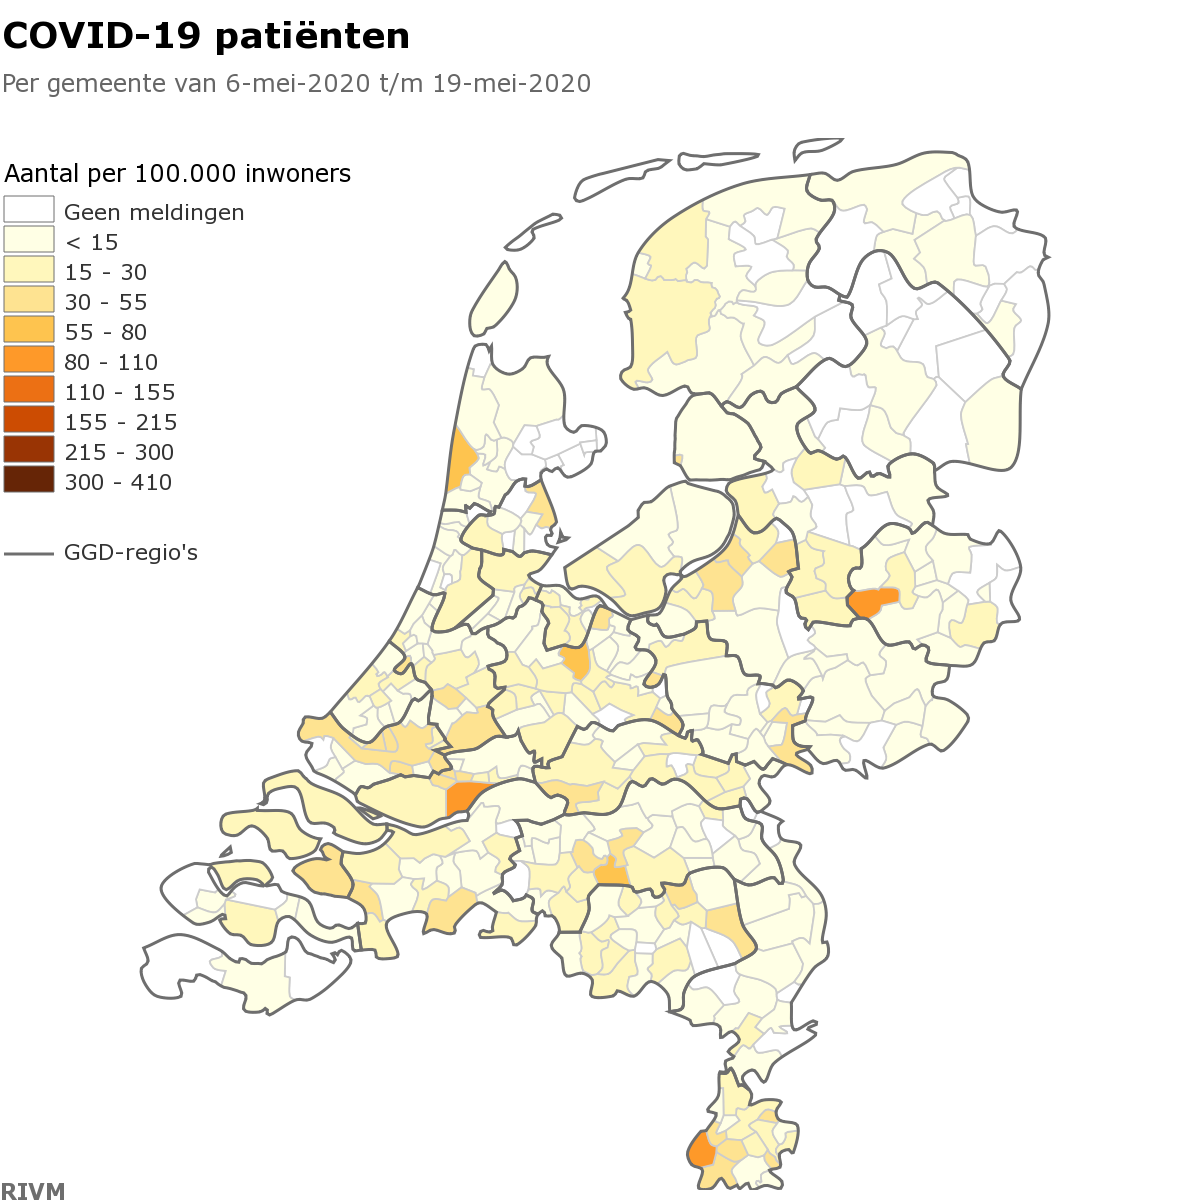 COVID-19 patiënten
Per gemeente van 6-mei-2020 t/m 19-mei-2020
Aantal per 100.000 inwoners
Geen meldingen
< 15
15 - 30
30 - 55
55 - 80
80 - 110
110 - 155
155 - 215
215 - 300
300 - 410
GGD-regio's
RIVM